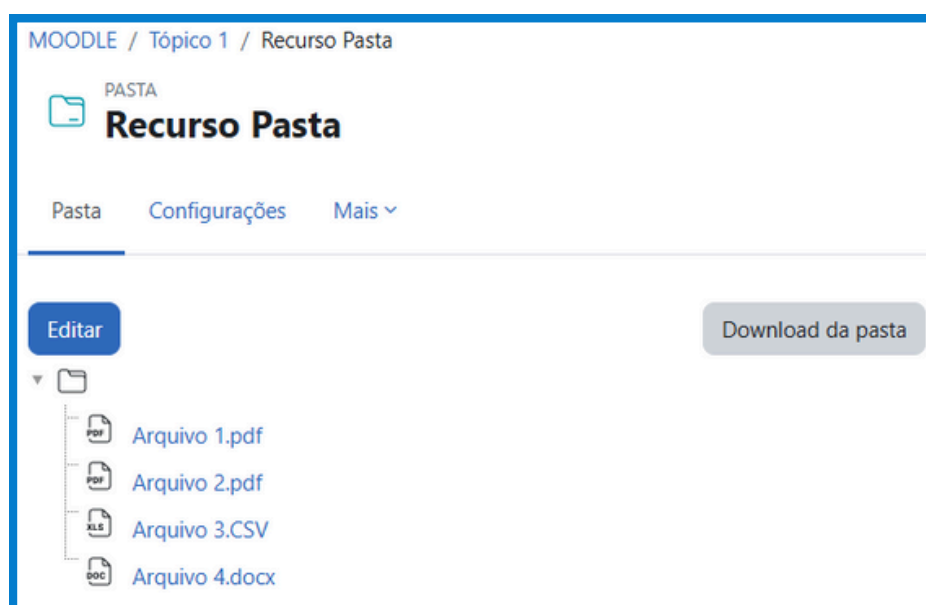 MOODLE / Tópico 1 / Recurso Pasta
PASTA
Recurso Pasta
Pasta Configurações Mais
Editar Download da pasta
PDF Arquivo 1.pdf
PDF Arquivo 2.pdf
XLS Arquivo 3.CSV
DOC Arquivo 4.docx